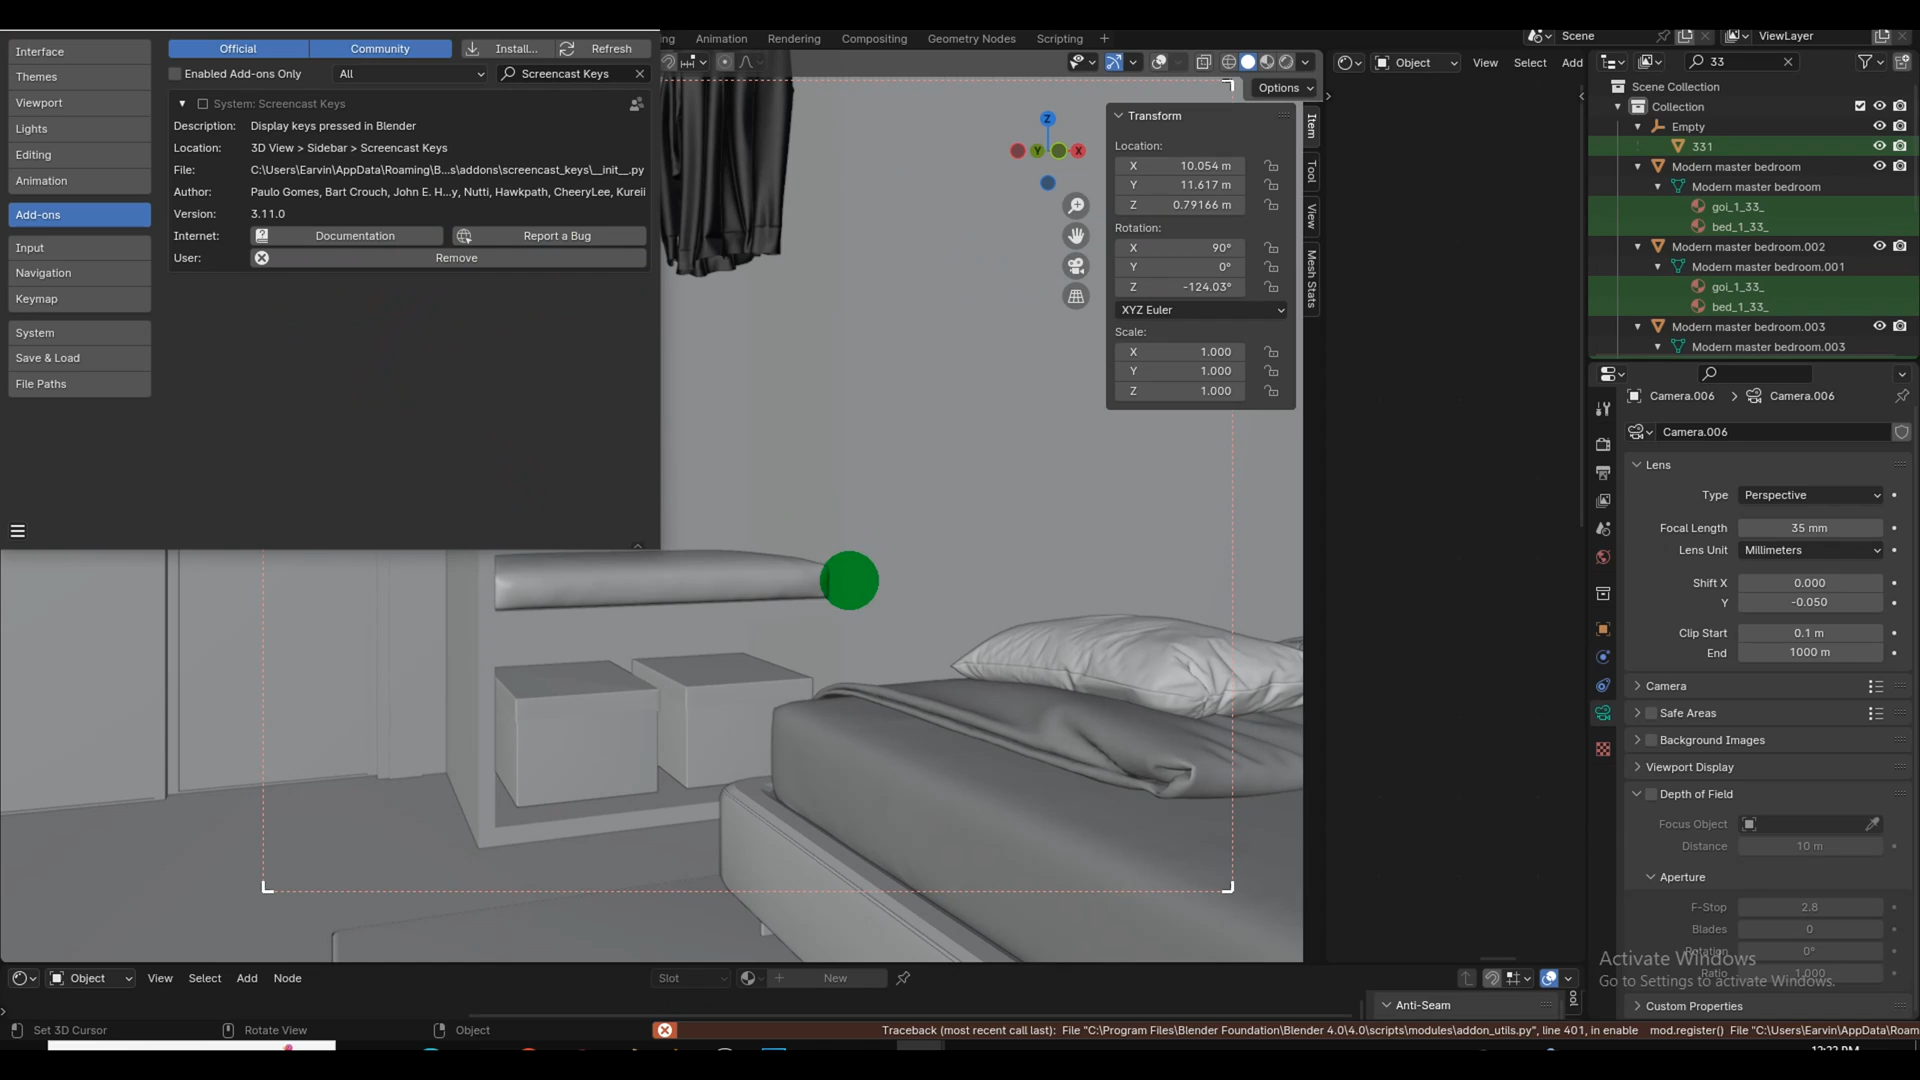 Interface
Themes
Viewport
Lights
Editing
Animation
Add-ons
Input
Navigation
Keymap
System
Save & Load
File Paths
Official Community Install... Refresh
Enabled Add-ons Only All Screencast Keys
System: Screencast Keys
Description: Display keys pressed in Blender
Location: 3D View > Sidebar > Screencast Keys
File: C:\Users\Earvin\AppData\Roaming\B...s\addons\screencast_keys\__init__.py
Author: Paulo Gomes, Bart Crouch, John E. H...y, Nutti, Hawkpath, CheeryLee, Kureii
Version: 3.11.0
Internet: Documentation Report a Bug
User: Remove
Animation Rendering Compositing Geometry Nodes Scripting +
Options
Z
Y X
Transform
Location:
X 10.054 m
Y 11.617 m
Z 0.79166 m
Rotation:
X 90°
Y 0°
Z -124.03°
XYZ Euler
Scale:
X 1.000
Y 1.000
Z 1.000
Item
Tool
View
Mesh Stats
Object View Select Add
Scene ViewLayer
33
Scene Collection
Collection
Empty
331
Modern master bedroom
Modern master bedroom
goi_1_33_
bed_1_33_
Modern master bedroom.002
Modern master bedroom.001
goi_1_33_
bed_1_33_
Modern master bedroom.003
Modern master bedroom.003
Camera.006 > Camera.006
Camera.006
Lens
Type Perspective
Focal Length 35 mm
Lens Unit Millimeters
Shift X 0.000
Y -0.050
Clip Start 0.1 m
End 1000 m
Camera
Safe Areas
Background Images
Viewport Display
Depth of Field
Focus Object
Distance 10 m
Aperture
F-Stop 2.8
Blades 0
Rotation 0°
Ratio 1.000
Activate Windows
Go to Settings to activate Windows.
Custom Properties
Object View Select Add Node Slot New
Anti-Seam
Set 3D Cursor Rotate View Object
Traceback (most recent call last): File "C:\Program Files\Blender Foundation\Blender 4.0\4.0\scripts\modules\addon_utils.py", line 401, in enable mod.register() File "C:\Users\Earvin\AppData\Roam